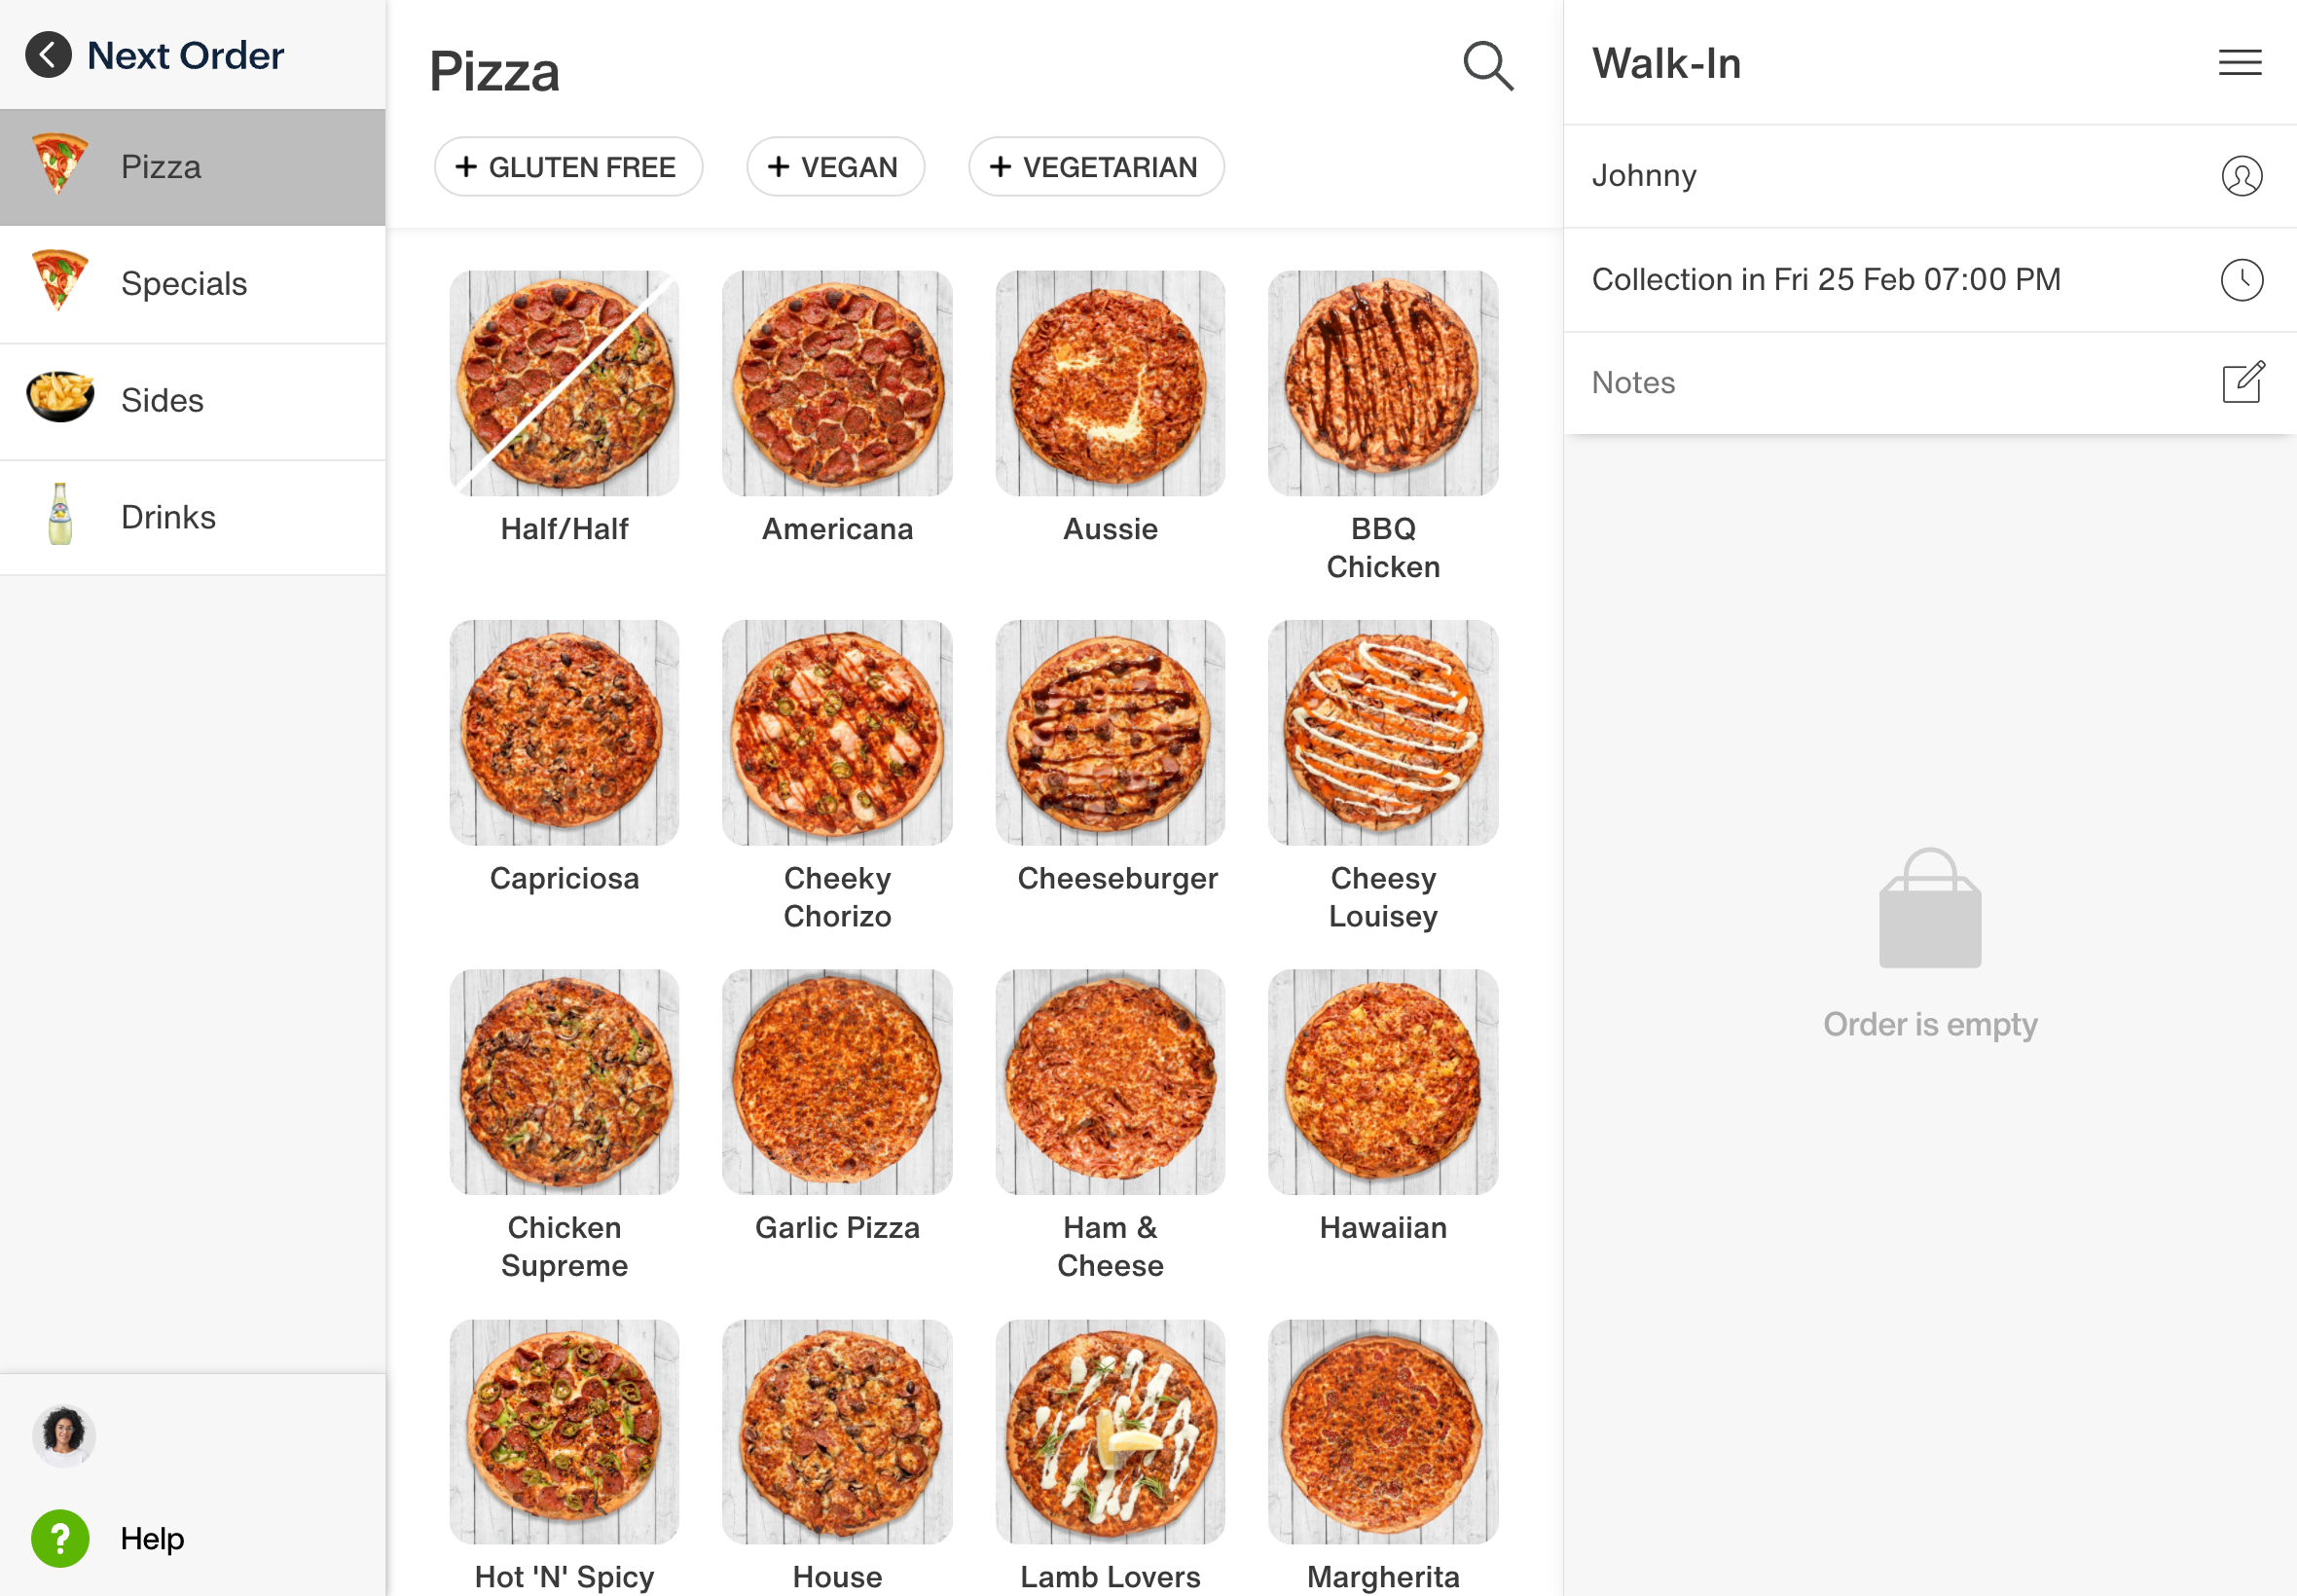 Next Order
Pizza
Specials
Sides
Drinks
?
Help
Pizza
+ GLUTEN FREE
+ VEGAN
+ VEGETARIAN
Half/Half
Americana
Aussie
BBQ
Chicken
Capriciosa
Cheeky
Chorizo
Cheeseburger
Cheesy
Louisey
Chicken
Supreme
Garlic Pizza
Ham &
Cheese
Hawaiian
Hot 'N' Spicy
House
Lamb Lovers
Margherita
Walk-In
Johnny
Collection in Fri 25 Feb 07:00 PM
Notes
Order is empty